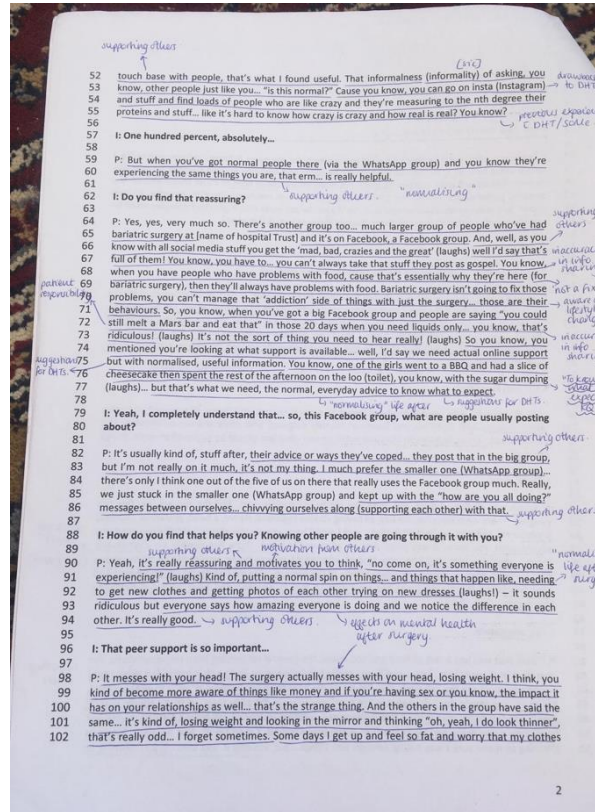 supporting others
[sic]
52 touch base with people, that's what I found useful. That informalness (informality) of asking, you
drawbacks to DHT
53 know, other people just like you... "is this normal?" Cause you know, you can go on insta (Instagram)
54 and stuff and find loads of people who are like crazy and they're measuring to the nth degree their
55 proteins and stuff... like it's hard to know how crazy is crazy and how real is real? You know?
previous experience
56
57 I: One hundred percent, absolutely...
58
59 P: But when you've got normal people there (via the WhatsApp group) and you know they're
60 experiencing the same things you are, that erm... is really helpful.
61
supporting others. "normalising"
62 I: Do you find that reassuring?
63
supporting others
64 P: Yes, yes, very much so. There's another group too... much larger group of people who've had
65 bariatric surgery at [name of hospital Trust] and it's on Facebook, a Facebook group. And, well, as you
66 know with all social media stuff you get the 'mad, bad, crazies and the great' (laughs) well I'd say that's
67 full of them! You know, you have to... you can't always take that stuff they post as gospel. You know,
68 when you have people who have problems with food, cause that's essentially why they're here (for
69 bariatric surgery), then they'll always have problems with food. Bariatric surgery isn't going to fix those
patient responsibility
not a fix
70 problems, you can't manage that 'addiction' side of things with just the surgery... those are their
aware lifestyle
71 behaviours. So, you know, when you've got a big Facebook group and people are saying "you could
72 still melt a Mars bar and eat that" in those 20 days when you need liquids only... you know, that's
73 ridiculous! (laughs) It's not the sort of thing you need to hear really! (laughs) So you know, you
74 mentioned you're looking at what support is available... well, I'd say we need actual online support
suggestions for DHTs.
75 but with normalised, useful information. You know, one of the girls went to a BBQ and had a slice of
76 cheesecake then spent the rest of the afternoon on the loo (toilet), you know, with the sugar dumping
77 (laughs)... but that's what we need, the normal, everyday advice to know what to expect.
78
"normalising" life after
suggestions for DHTs
79 I: Yeah, I completely understand that... so, this Facebook group, what are people usually posting
80 about?
81
supporting others.
82 P: It's usually kind of, stuff after, their advice or ways they've coped... they post that in the big group,
83 but I'm not really on it much, it's not my thing. I much prefer the smaller one (WhatsApp group)...
84 there's only I think one out of the five of us on there that really uses the Facebook group much. Really,
85 we just stuck in the smaller one (WhatsApp group) and kept up with the "how are you all doing?"
86 messages between ourselves... chivvying ourselves along (supporting each other) with that.
supporting other
87
88 I: How do you find that helps you? Knowing other people are going through it with you?
89
supporting others motivation from others
90 P: Yeah, it's really reassuring and motivates you to think, "no come on, it's something everyone is
91 experiencing!" (laughs) Kind of, putting a normal spin on things... and things that happen like, needing
life after surgery
92 to get new clothes and getting photos of each other trying on new dresses (laughs!) – it sounds
93 ridiculous but everyone says how amazing everyone is doing and we notice the difference in each
94 other. It's really good.
supporting others.
effects on mental health after surgery
95
96 I: That peer support is so important...
97
98 P: It messes with your head! The surgery actually messes with your head, losing weight. I think, you
99 kind of become more aware of things like money and if you're having sex or you know, the impact it
100 has on your relationships as well... that's the strange thing. And the others in the group have said the
101 same... it's kind of, losing weight and looking in the mirror and thinking "oh, yeah, I do look thinner",
102 that's really odd... I forget sometimes. Some days I get up and feel so fat and worry that my clothes
2